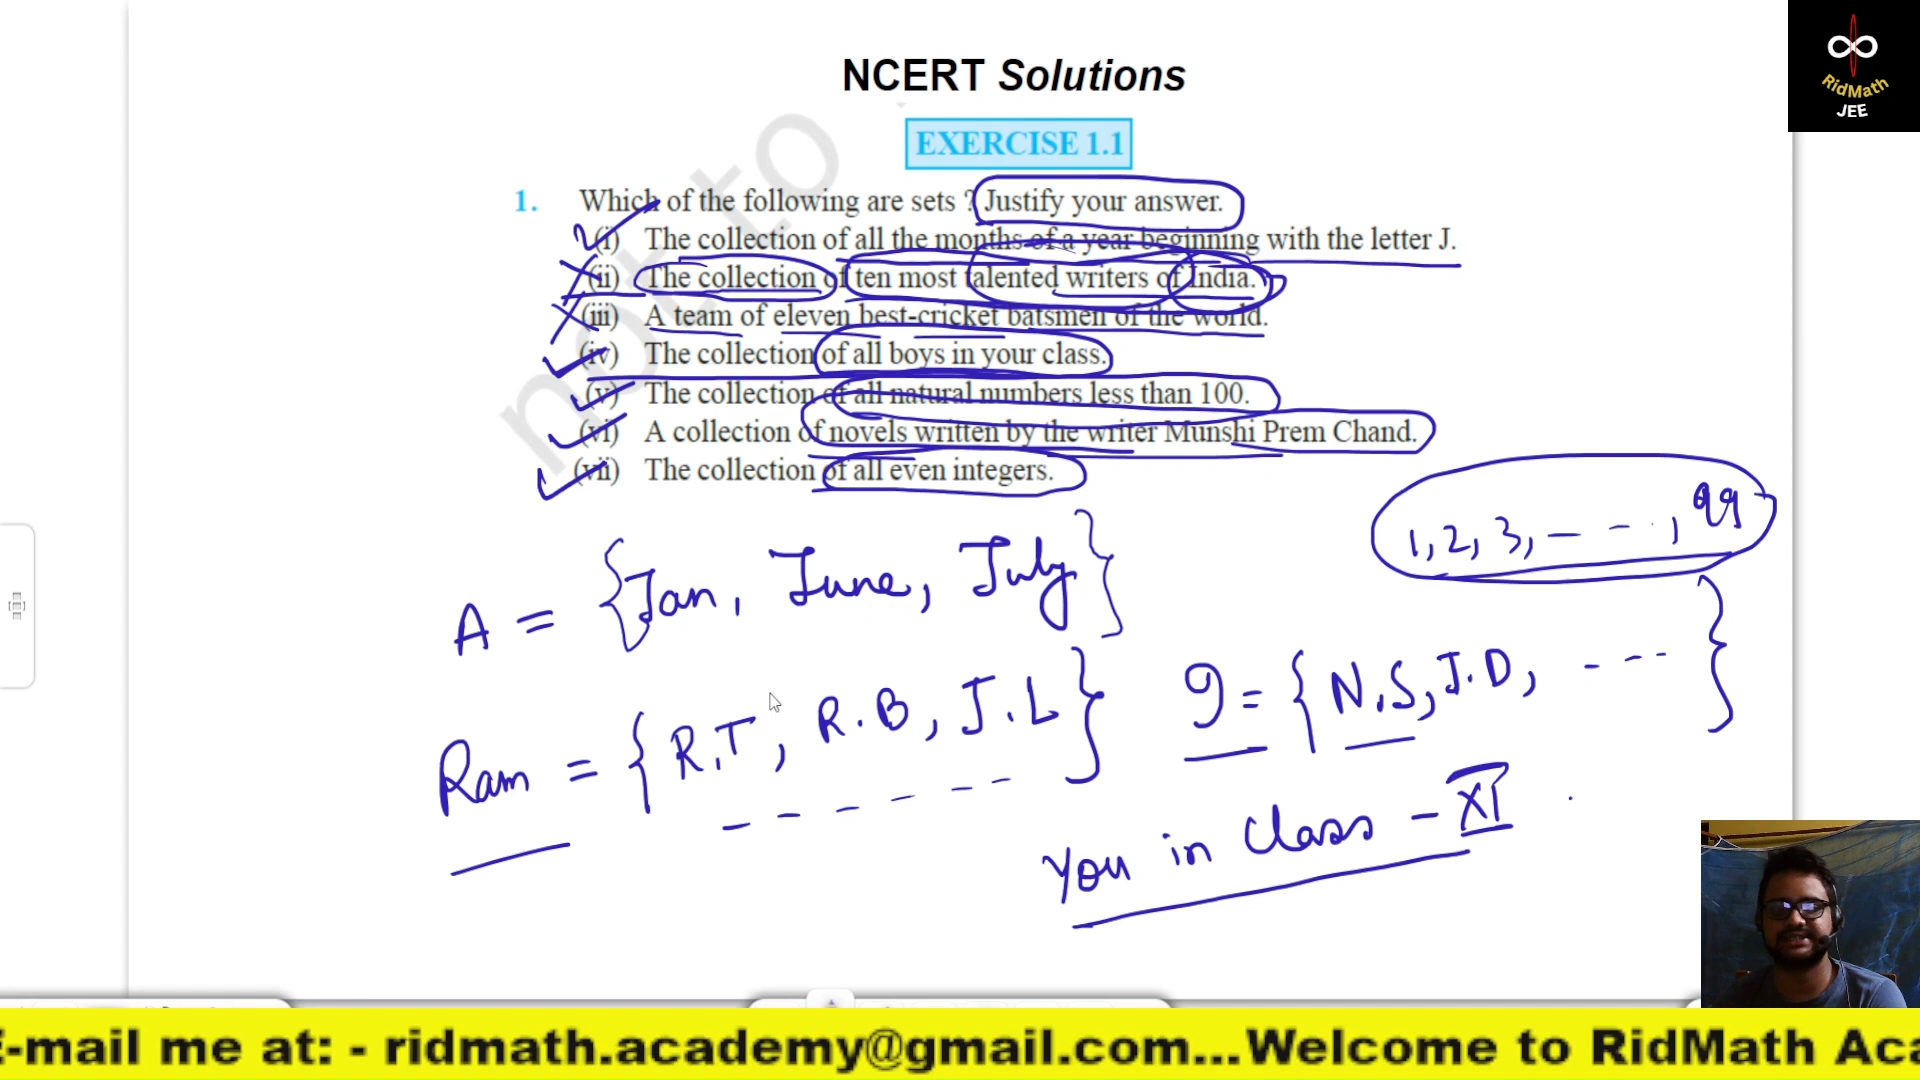 NCERT Solutions
RidMath
JEE
EXERCISE 1.1
not to
1. Which of the following are sets ? Justify your answer.
(i) The collection of all the months of a year beginning with the letter J.
(ii) The collection of ten most talented writers of India.
(iii) A team of eleven best-cricket batsmen of the world.
(iv) The collection of all boys in your class.
(v) The collection of all natural numbers less than 100.
(vi) A collection of novels written by the writer Munshi Prem Chand.
(vii) The collection of all even integers.
1, 2, 3, – - ., 99
A = {Jan, June, July}
Ram = {R.T, R.B, J.L}
= {N.S, J.D, ---}
You in Class - XI
E-mail me at: - ridmath.academy@gmail.com...Welcome to RidMath Aca